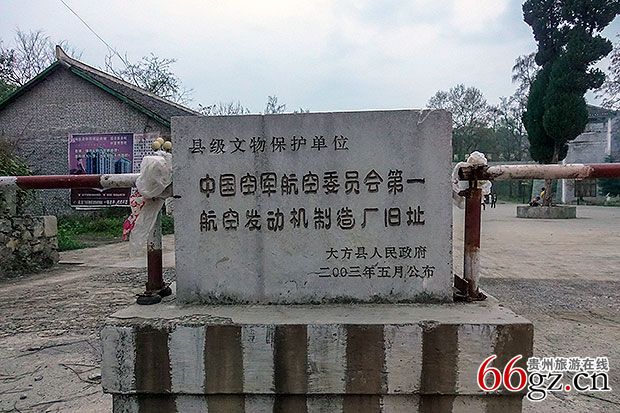 县级文物保护单位
中国空军航空委员会第一
航空发动机制造厂旧址
大方县人民政府
二00三年五月公布
66gz.cn
贵州旅游在线